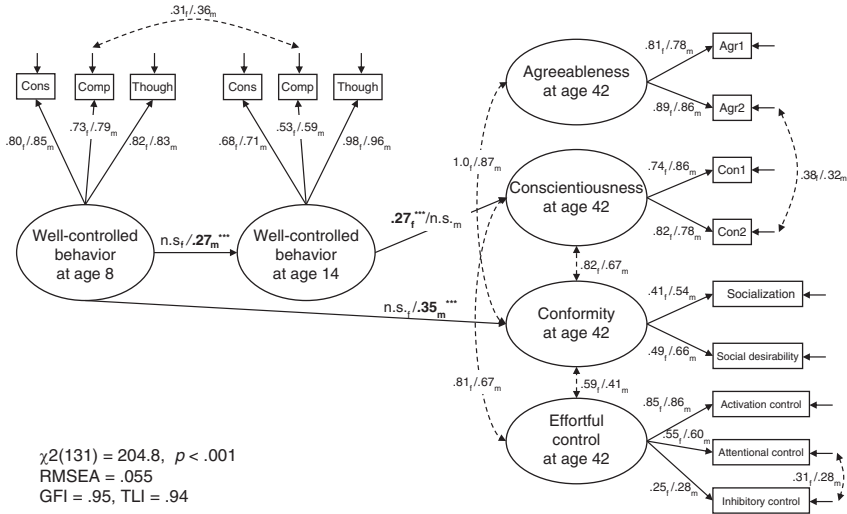 .31f/.36m
Cons
Comp
Though
Cons
Comp
Though
.80f/.85m
.73f/.79m
.82f/.83m
.68f/.71m
.53f/.59m
.98f/.96m
Well-controlled
behavior
at age 8
n.sf/.27m***
Well-controlled
behavior
at age 14
.27f***/n.s.m
n.s.f/.35m***
Agreeableness
at age 42
.81f/.78m
Agr1
.89f/.86m
Agr2
1.0f/.87m
Conscientiousness
at age 42
.74f/.86m
Con1
.82f/.78m
Con2
.38f/.32m
.82f/.67m
Conformity
at age 42
.41f/.54m
Socialization
.49f/.66m
Social desirability
.81f/.67m
.59f/.41m
Effortful
control
at age 42
.85f/.86m
Activation control
.55f/.60m
Attentional control
.25f/.28m
Inhibitory control
.31f/.28m
χ2(131) = 204.8, p < .001
RMSEA = .055
GFI = .95, TLI = .94